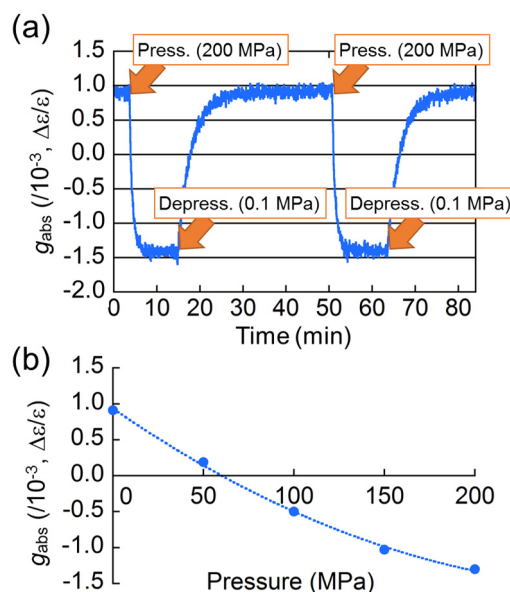 (a)
Press. (200 MPa) Press. (200 MPa)
1.5
1.0
0.5
0.0
-0.5
-1.0
-1.5
-2.0
gabs (/10-3, Δε/ε)
Depress. (0.1 MPa) Depress. (0.1 MPa)
0 10 20 30 40 50 60 70 80
Time (min)
(b)
1.5
1.0
0.5
0.0
-0.5
-1.0
-1.5
gabs (/10-3, Δε/ε)
0 50 100 150 200
Pressure (MPa)